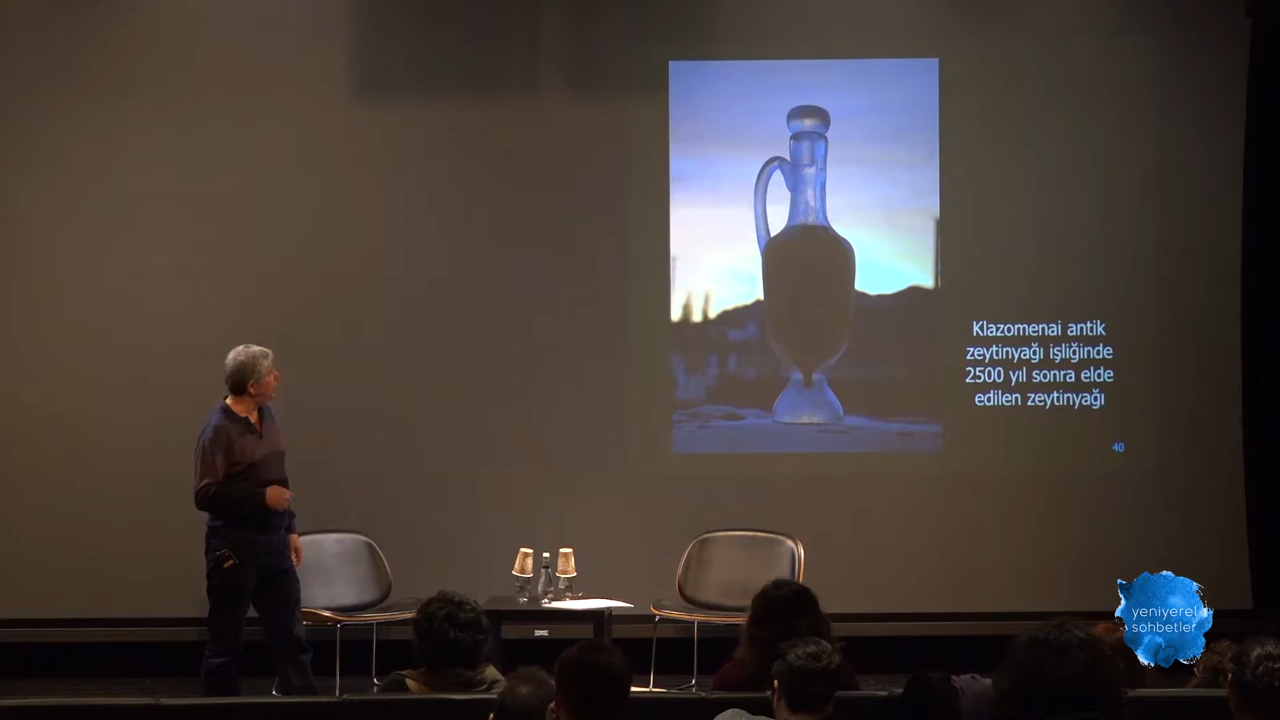 Klazomenai antik
zeytinyağı işliğinde
2500 yıl sonra elde
edilen zeytinyağı
40
yeniyerel
sohbetler